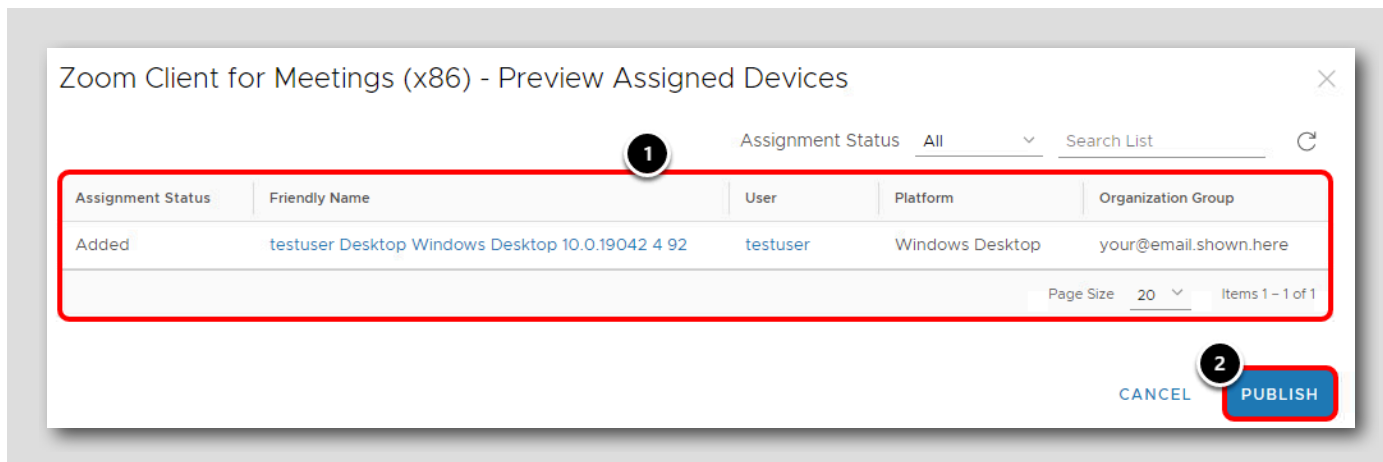 Zoom Client for Meetings (x86) - Preview Assigned Devices
Assignment Status All Search List
1
Assignment Status Friendly Name User Platform Organization Group
Added testuser Desktop Windows Desktop 10.0.19042 4 92 testuser Windows Desktop your@email.shown.here
Page Size 20 Items 1 – 1 of 1
2
CANCEL PUBLISH